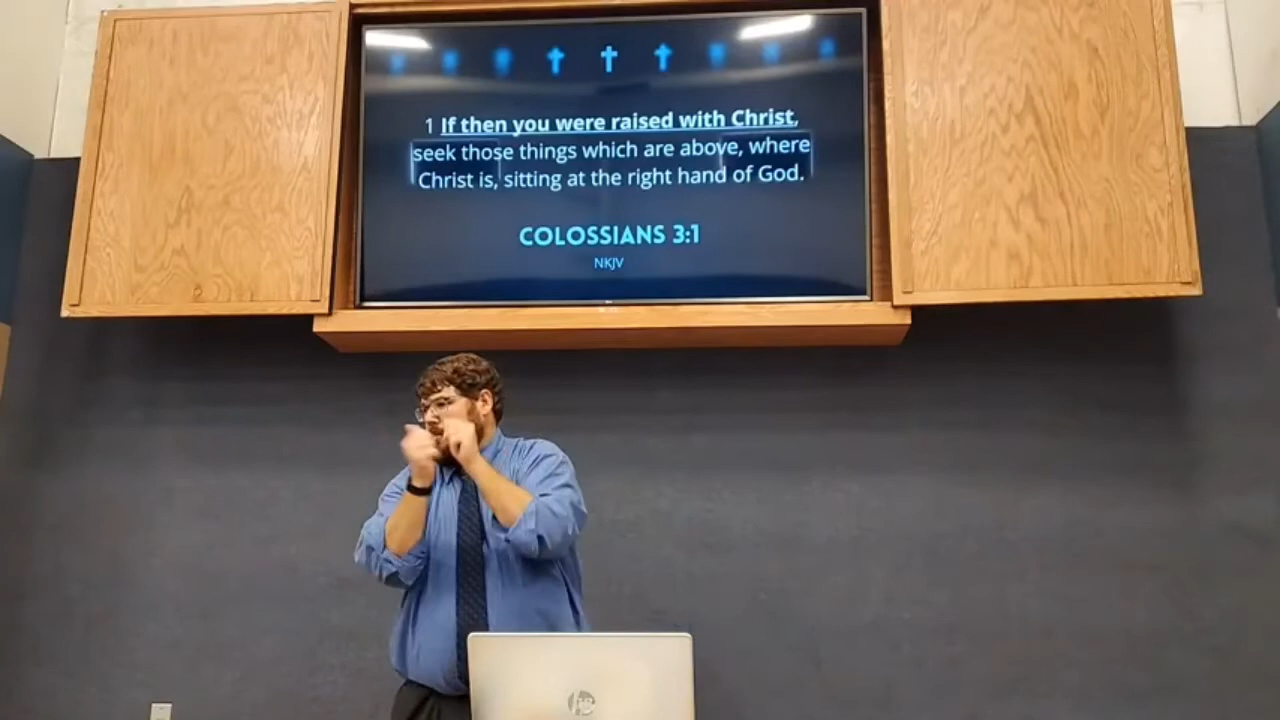 1 If then you were raised with Christ,
seek those things which are above, where
Christ is, sitting at the right hand of God.
COLOSSIANS 3:1
NKJV
hp